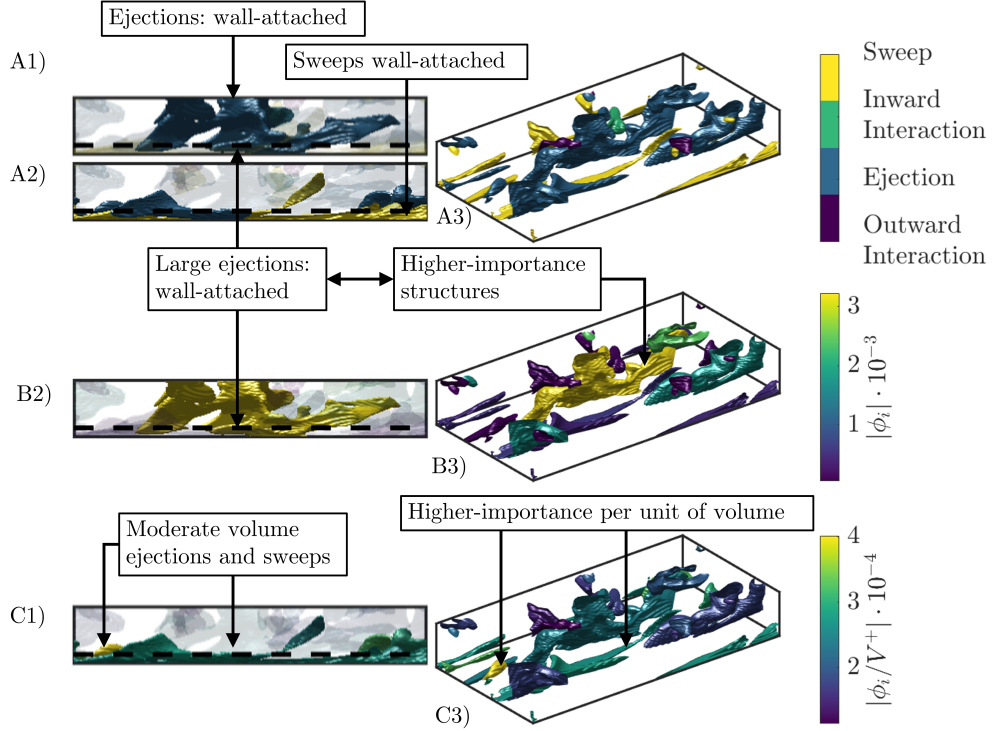 Ejections: wall-attached
A1)
Sweeps wall-attached
A2)
A3)
Sweep
Inward
Interaction
Ejection
Outward
Interaction
Large ejections:
wall-attached
Higher-importance
structures
B2)
B3)
3
2
1
|ϕᵢ| · 10⁻³
Higher-importance per unit of volume
Moderate volume
ejections and sweeps
C1)
C3)
4
3
2
|ϕᵢ/V⁺| · 10⁻⁴